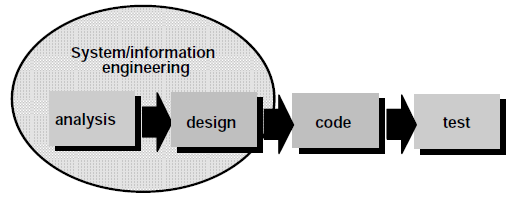 System/information
engineering
analysis
design
code
test